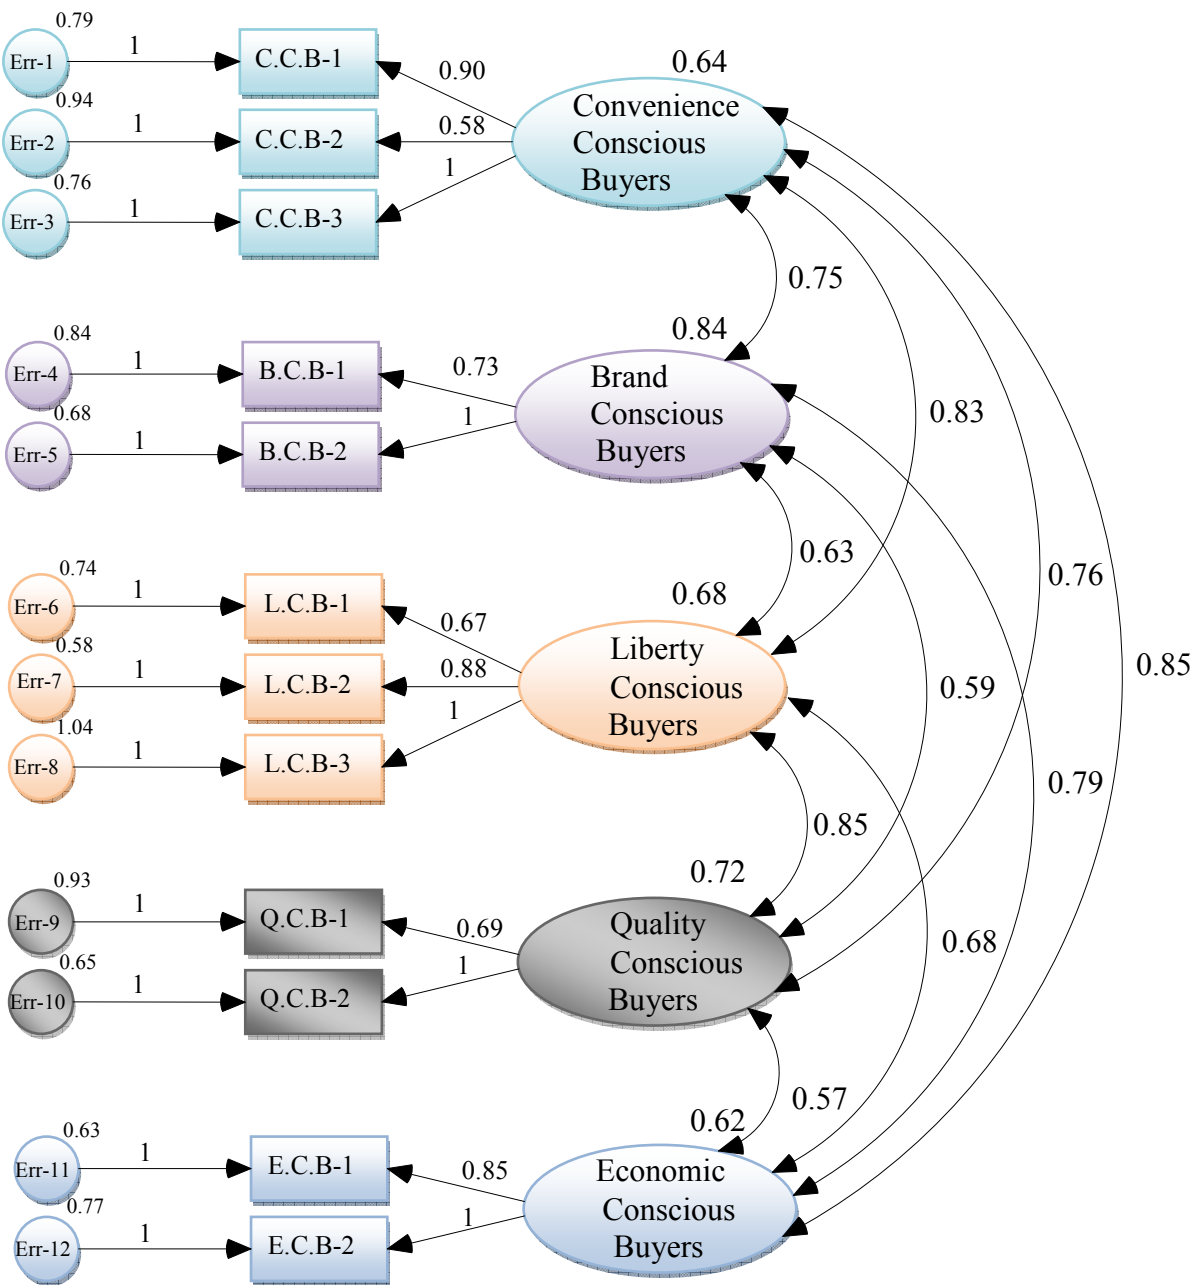 0.79
Err-1
1
C.C.B-1
0.90
0.64
0.94
Err-2
1
C.C.B-2
0.58
Convenience
Conscious
Buyers
0.76
Err-3
1
C.C.B-3
1
0.75
0.84
Err-4
1
B.C.B-1
0.73
0.84
0.68
Err-5
1
B.C.B-2
1
Brand
Conscious
Buyers
0.83
0.63
0.74
Err-6
1
L.C.B-1
0.67
0.68
0.76
0.58
Err-7
1
L.C.B-2
0.88
Liberty
Conscious
Buyers
0.59
0.85
1.04
Err-8
1
L.C.B-3
1
0.79
0.85
0.93
Err-9
1
Q.C.B-1
0.69
0.72
0.65
Err-10
1
Q.C.B-2
1
Quality
Conscious
Buyers
0.68
0.57
0.63
Err-11
1
E.C.B-1
0.85
0.62
0.77
Err-12
1
E.C.B-2
1
Economic
Conscious
Buyers